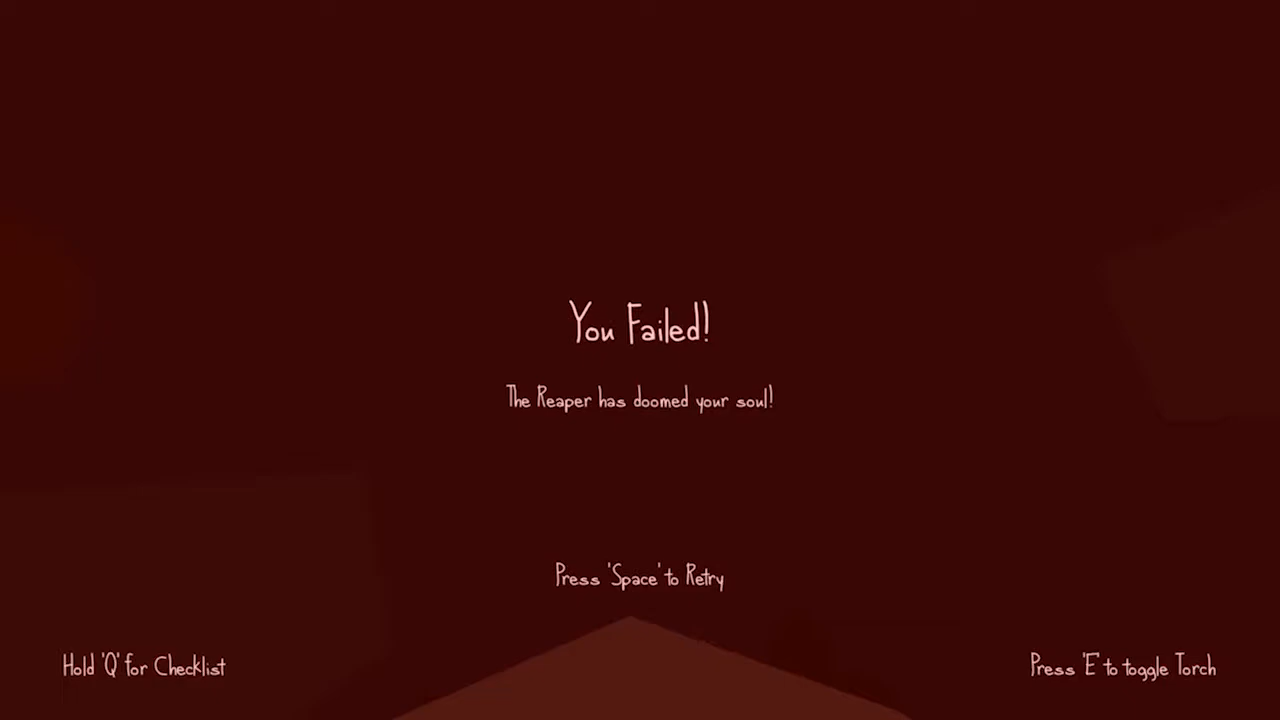 You Failed!
The Reaper has doomed your soul!
Press 'Space' to Retry
Hold 'Q' for Checklist
Press 'E' to toggle Torch